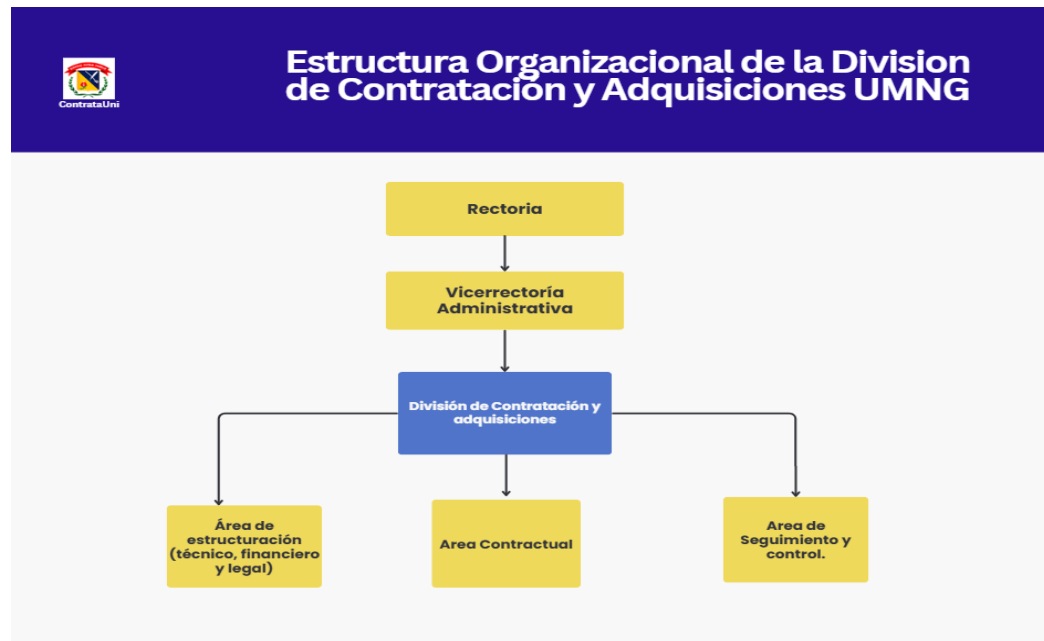 Estructura Organizacional de la Division
de Contratación y Adquisiciones UMNG
ContrataUni
Rectoria
Vicerrectoría
Administrativa
División de Contratación y
adquisiciones
Área de
estructuración
(técnico, financiero
y legal)
Area Contractual
Area de
Seguimiento y
control.